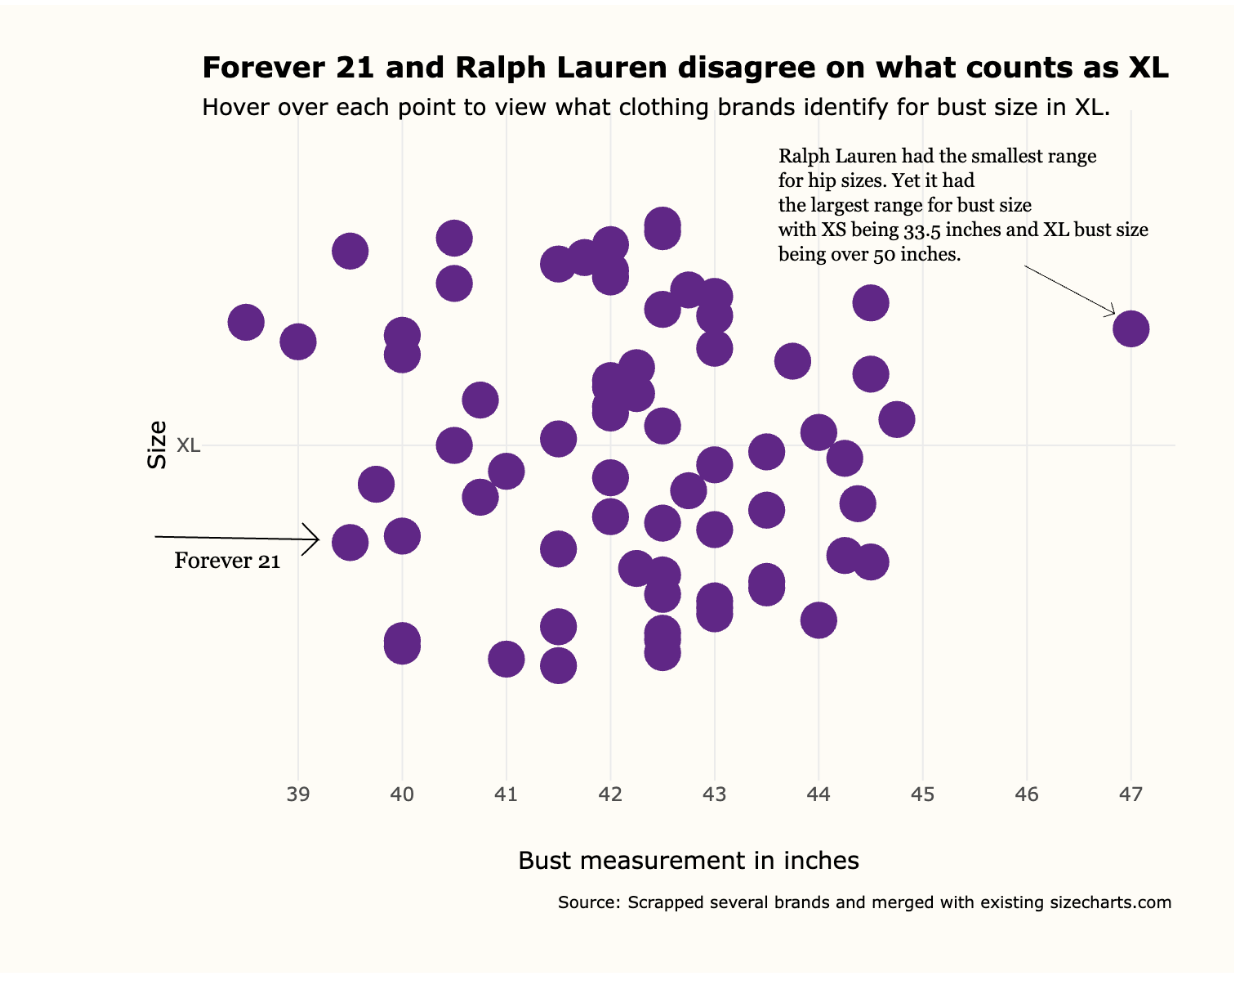 Forever 21 and Ralph Lauren disagree on what counts as XL
Hover over each point to view what clothing brands identify for bust size in XL.
Ralph Lauren had the smallest range
for hip sizes. Yet it had
the largest range for bust size
with XS being 33.5 inches and XL bust size
being over 50 inches.
Size
XL
Forever 21
39 40 41 42 43 44 45 46 47
Bust measurement in inches
Source: Scrapped several brands and merged with existing sizecharts.com